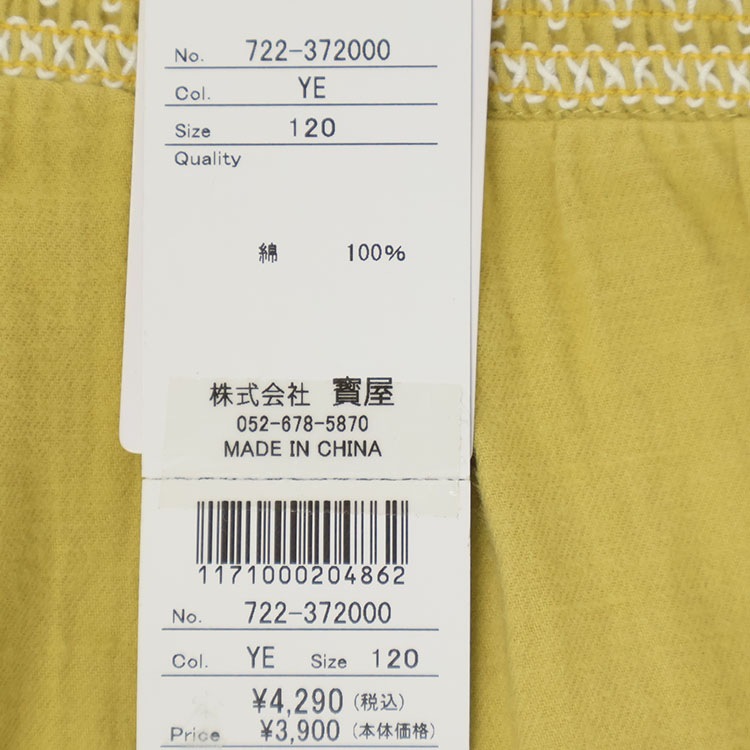 No. 722-372000
Col. YE
Size 120
Quality
綿 100%
株式会社 寳屋
052-678-5870
MADE IN CHINA
1171000204862
No. 722-372000
Col. YE Size 120
¥4,290 (税込)
Price ¥3,900 (本体価格)